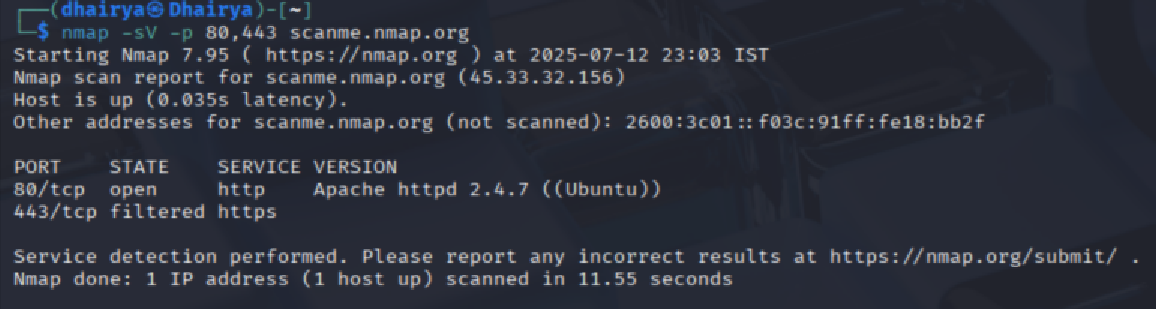 ┌──(dhairya㉿Dhairya)-[~]
└─$ nmap -sV -p 80,443 scanme.nmap.org
Starting Nmap 7.95 ( https://nmap.org ) at 2025-07-12 23:03 IST
Nmap scan report for scanme.nmap.org (45.33.32.156)
Host is up (0.035s latency).
Other addresses for scanme.nmap.org (not scanned): 2600:3c01::f03c:91ff:fe18:bb2f

PORT    STATE    SERVICE VERSION
80/tcp  open     http    Apache httpd 2.4.7 ((Ubuntu))
443/tcp filtered https

Service detection performed. Please report any incorrect results at https://nmap.org/submit/ .
Nmap done: 1 IP address (1 host up) scanned in 11.55 seconds